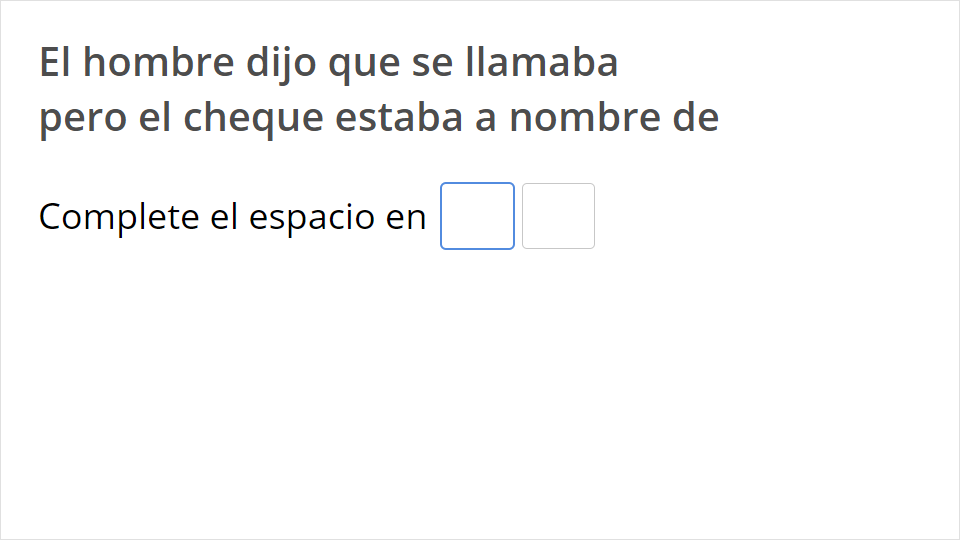 El hombre dijo que se llamaba
pero el cheque estaba a nombre de
Complete el espacio en